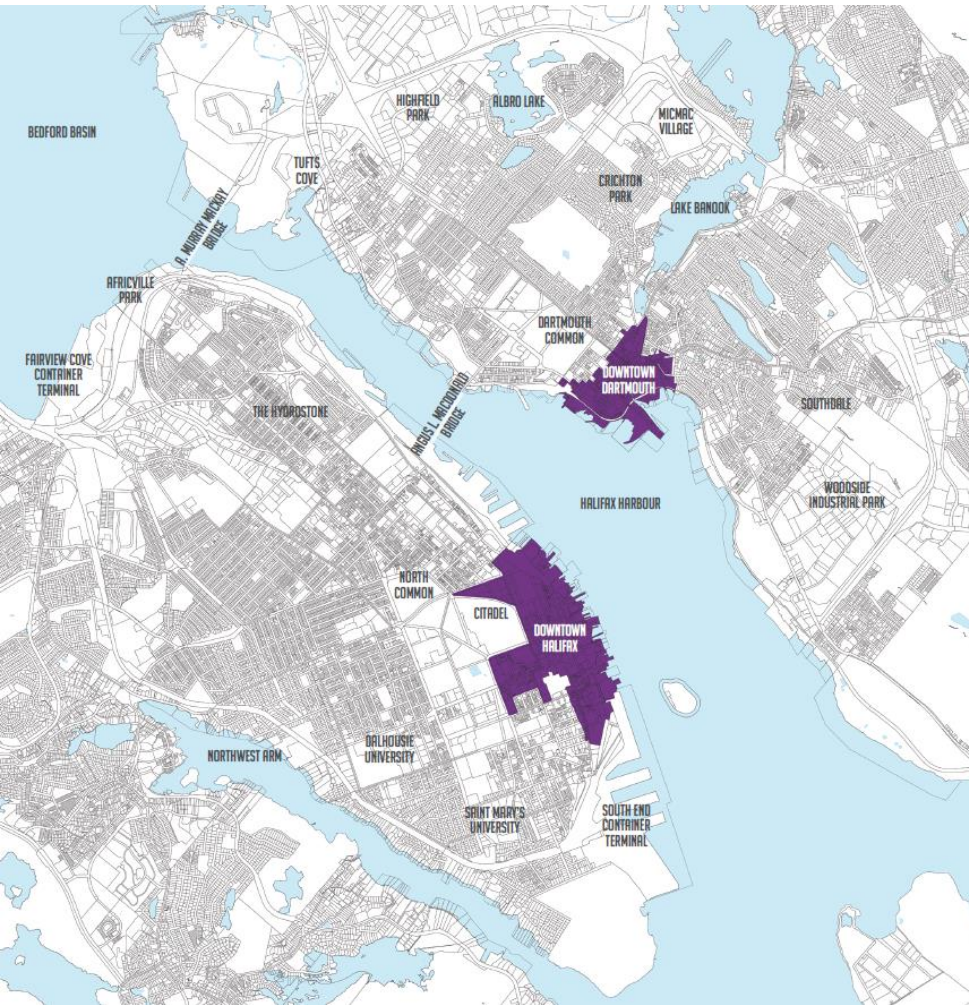 HIGHFIELD
PARK
ALBRO LAKE
MICMAC
VILLAGE
BEDFORD BASIN
TUFTS
COVE
CRICHTON
PARK
LAKE BANOOK
A. MURRAY MACKAY
BRIDGE
AFRICVILLE
PARK
DARTMOUTH
COMMON
FAIRVIEW COVE
CONTAINER
TERMINAL
DOWNTOWN
DARTMOUTH
THE HYDROSTONE
ANGUS L. MACDONALD
BRIDGE
SOUTHDALE
WOODSIDE
INDUSTRIAL PARK
HALIFAX HARBOUR
NORTH
COMMON
CITADEL
DOWNTOWN
HALIFAX
NORTHWEST ARM
DALHOUSIE
UNIVERSITY
SAINT MARY'S
UNIVERSITY
SOUTH END
CONTAINER
TERMINAL